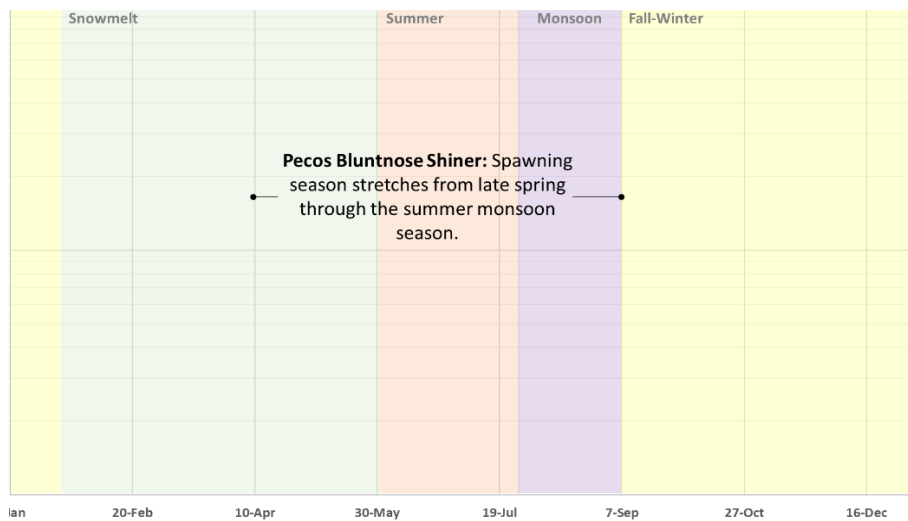 Snowmelt Summer Monsoon Fall-Winter
Pecos Bluntnose Shiner: Spawning
season stretches from late spring
through the summer monsoon
season.
20-Feb 10-Apr 30-May 19-Jul 7-Sep 27-Oct 16-Dec